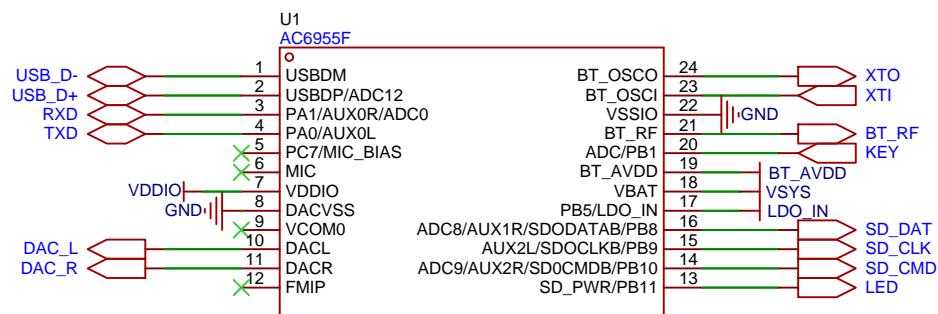 U1
AC6955F
USB_D- 1 USBDM BT_OSCO 24 XTO
USB_D+ 2 USBDP/ADC12 BT_OSCI 23 XTI
RXD 3 PA1/AUX0R/ADC0 VSSIO 22 GND
TXD 4 PA0/AUX0L BT_RF 21 BT_RF
5 PC7/MIC_BIAS ADC/PB1 20 KEY
6 MIC BT_AVDD 19 BT_AVDD
VDDIO 7 VDDIO VBAT 18 VSYS
GND 8 DACVSS PB5/LDO_IN 17 LDO_IN
9 VCOM0 ADC8/AUX1R/SDODATAB/PB8 16 SD_DAT
DAC_L 10 DACL AUX2L/SDOCLKB/PB9 15 SD_CLK
DAC_R 11 DACR ADC9/AUX2R/SD0CMDB/PB10 14 SD_CMD
12 FMIP SD_PWR/PB11 13 LED